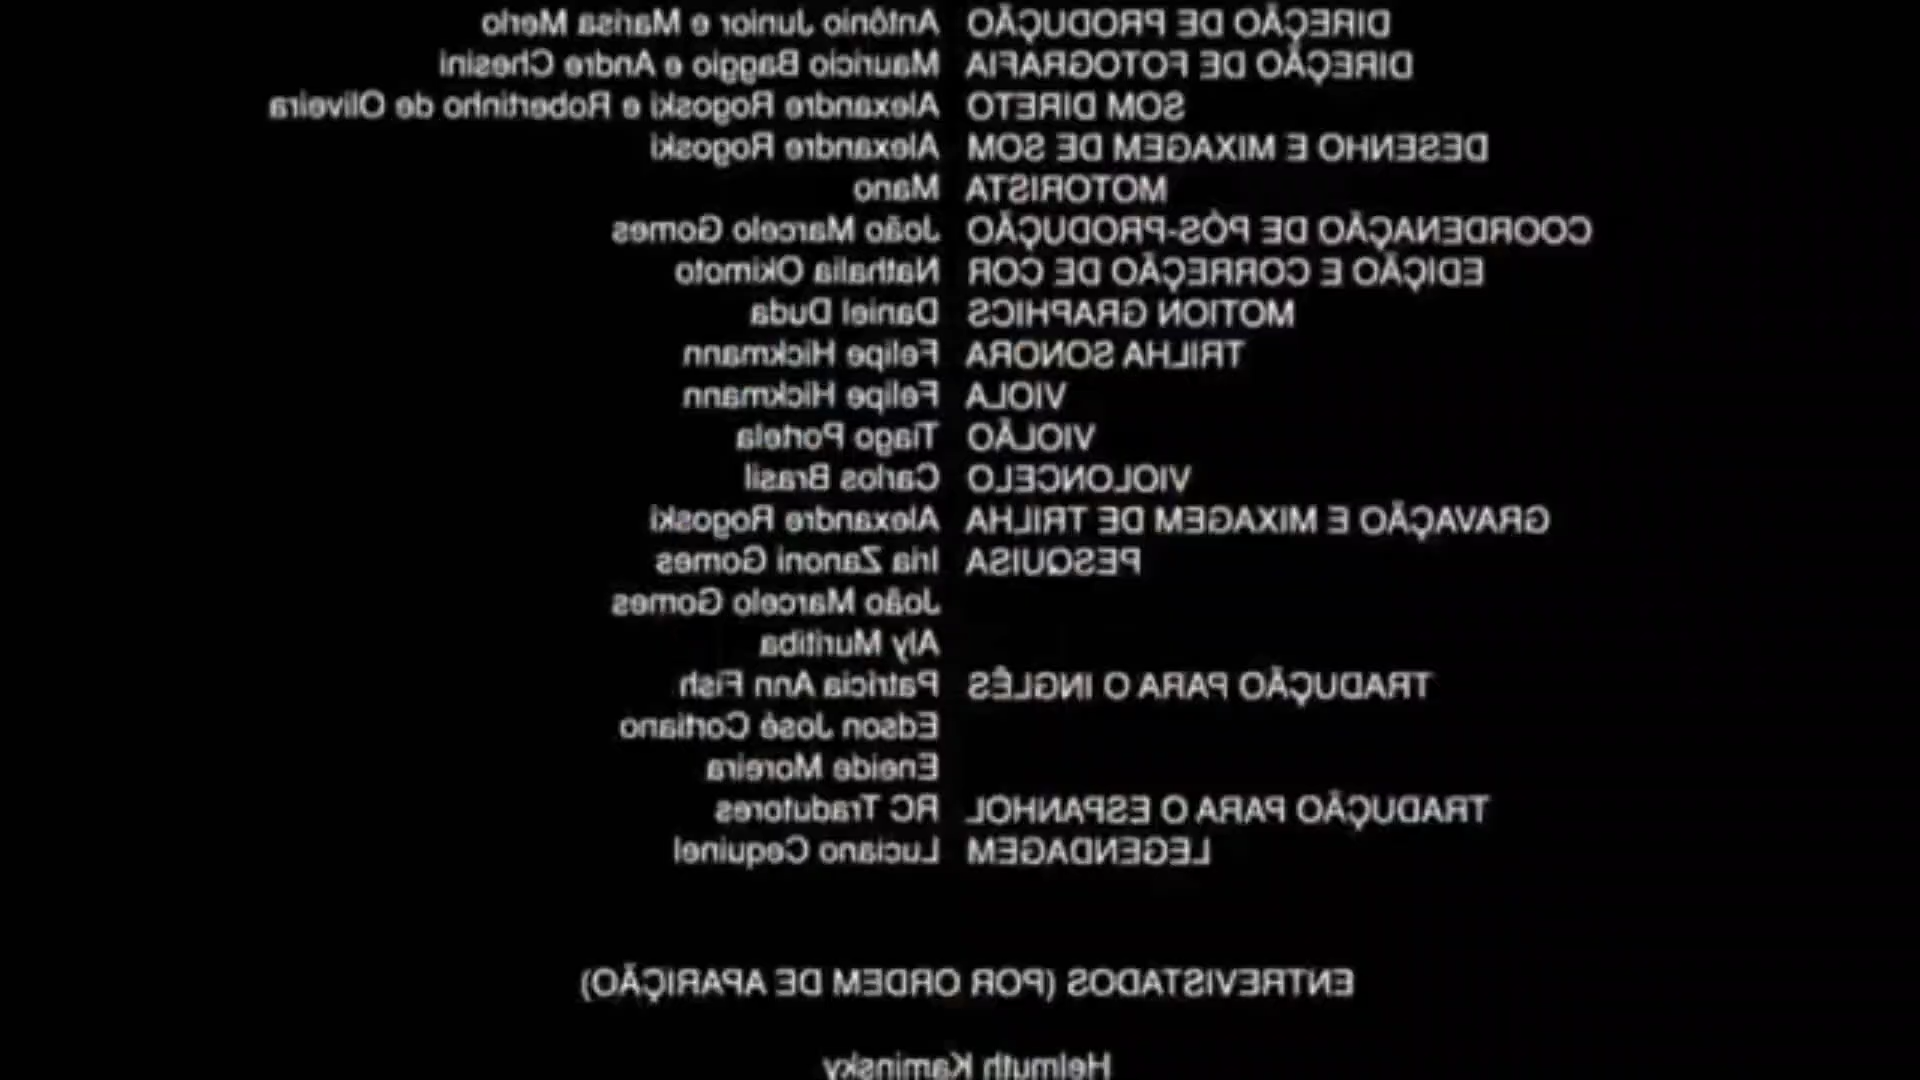 DIREÇÃO DE PRODUÇÃO Antônio Junior e Marisa Merlo
DIREÇÃO DE FOTOGRAFIA Mauricio Baggio e Andre Chesini
SOM DIRETO Alexandre Rogoski e Robertinho de Oliveira
DESENHO E MIXAGEM DE SOM Alexandre Rogoski
MOTORISTA Mano
COORDENAÇÃO DE PÓS-PRODUÇÃO João Marcelo Gomes
EDIÇÃO E CORREÇÃO DE COR Nathalia Okimoto
MOTION GRAPHICS Daniel Duda
TRILHA SONORA Felipe Hickmann
VIOLA Felipe Hickmann
VIOLÃO Tiago Portela
VIOLONCELO Carlos Brasil
GRAVAÇÃO E MIXAGEM DE TRILHA Alexandre Rogoski
PESQUISA Iria Zanoni Gomes
João Marcelo Gomes
Aly Muritiba
TRADUÇÃO PARA O INGLÊS Patrícia Ann Fish
Edson José Cortiano
Eneide Moreira
TRADUÇÃO PARA O ESPANHOL RC Tradutores
LEGENDAGEM Luciano Cequinel
ENTREVISTADOS (POR ORDEM DE APARIÇÃO)
Helmuth Kaminsky